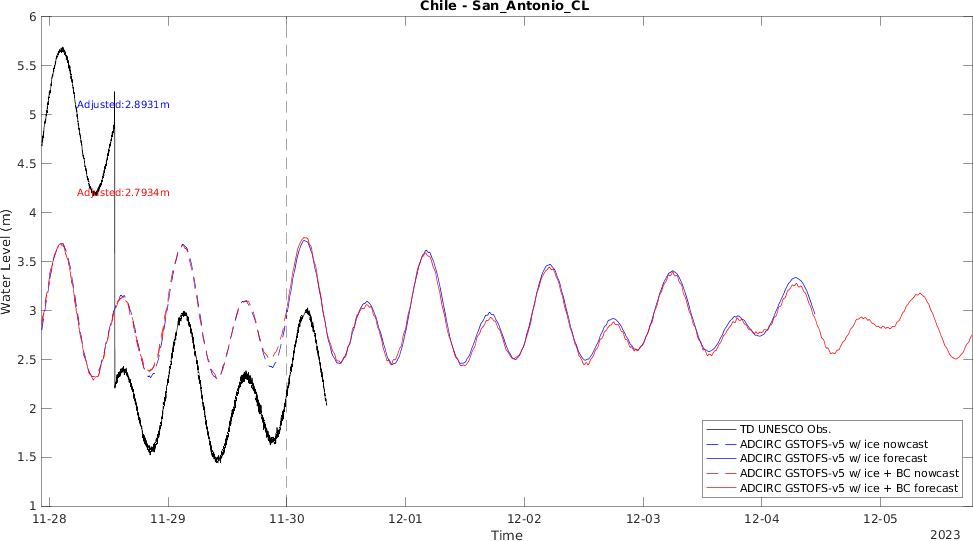 Chile - San_Antonio_CL
6
5.5
5
4.5
4
3.5
3
2.5
2
1.5
1
Water Level (m)
Adjusted:2.8931m
Adjusted:2.7934m
TD UNESCO Obs.
ADCIRC GSTOFS-v5 w/ ice nowcast
ADCIRC GSTOFS-v5 w/ ice forecast
ADCIRC GSTOFS-v5 w/ ice + BC nowcast
ADCIRC GSTOFS-v5 w/ ice + BC forecast
11-28 11-29 11-30 12-01 12-02 12-03 12-04 12-05
Time
2023